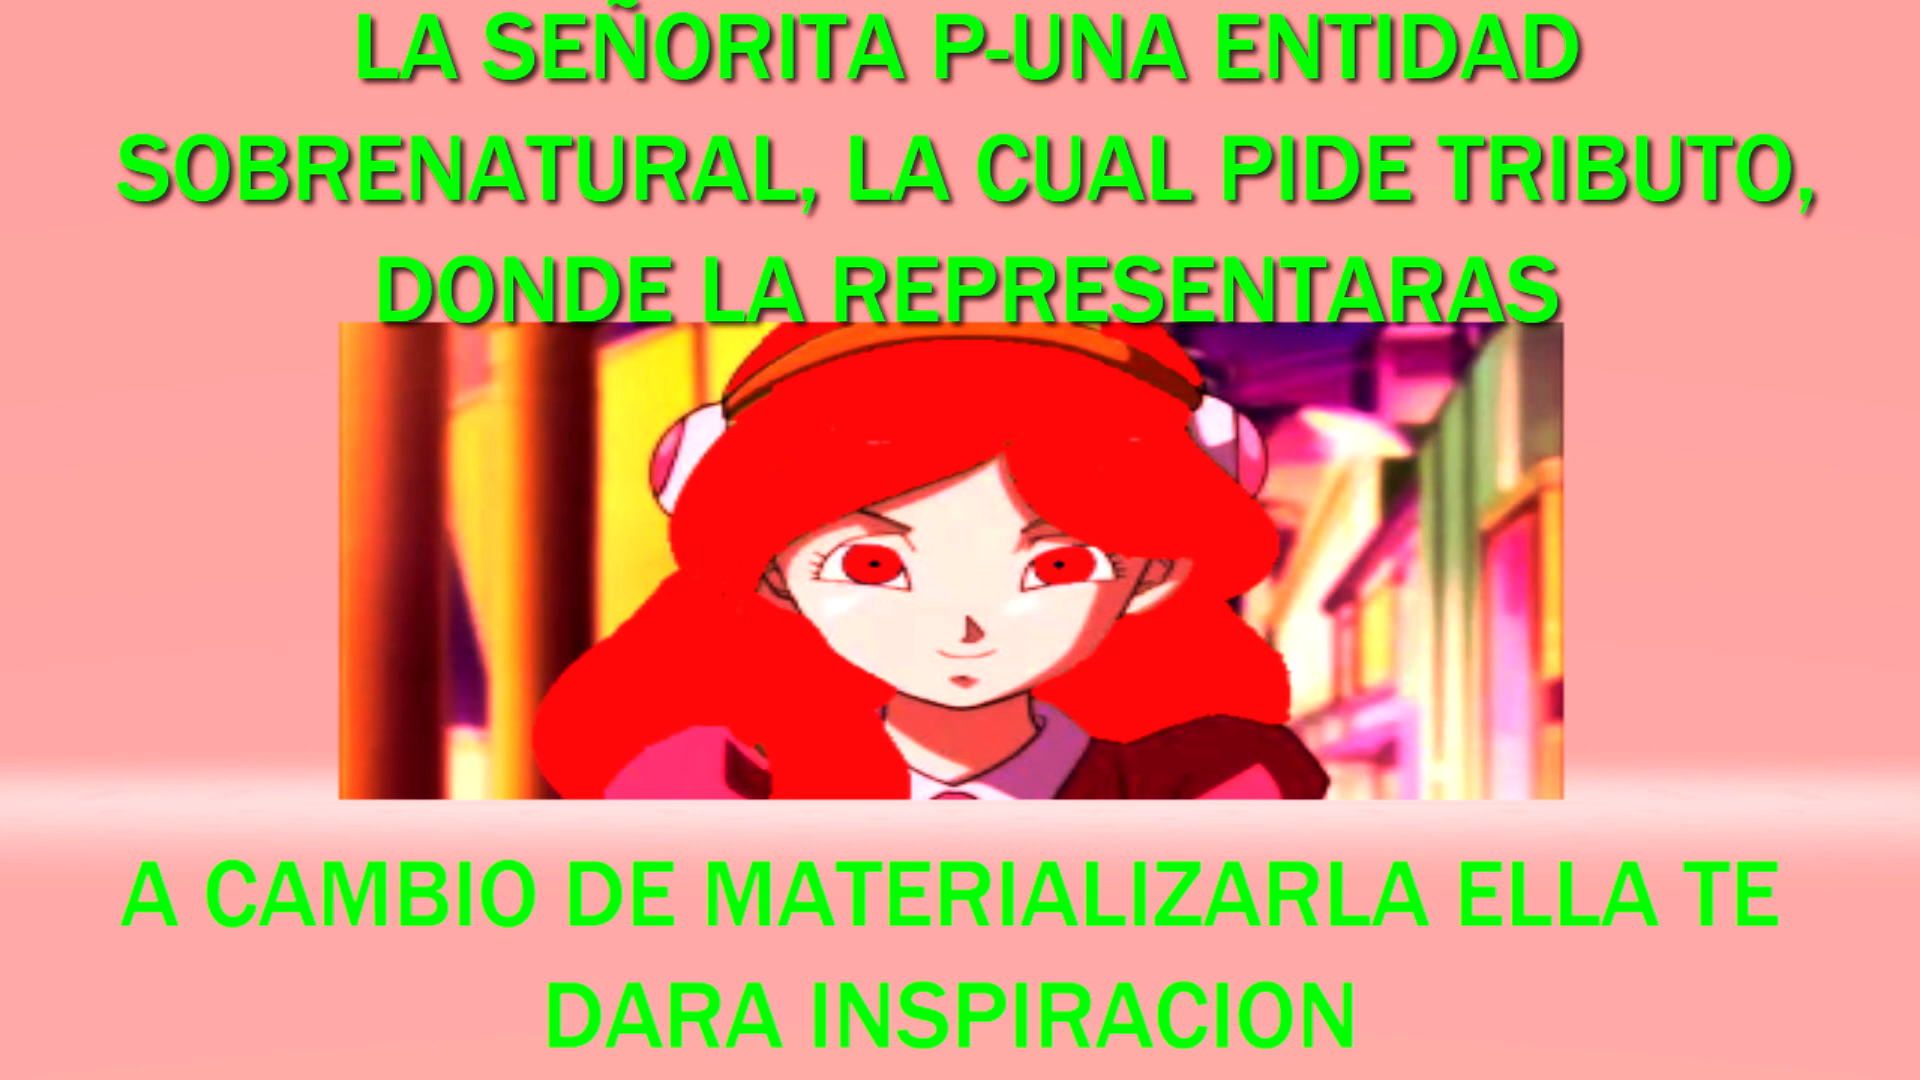 LA SEÑORITA P-UNA ENTIDAD
SOBRENATURAL, LA CUAL PIDE TRIBUTO,
DONDE LA REPRESENTARAS
A CAMBIO DE MATERIALIZARLA ELLA TE
DARA INSPIRACION